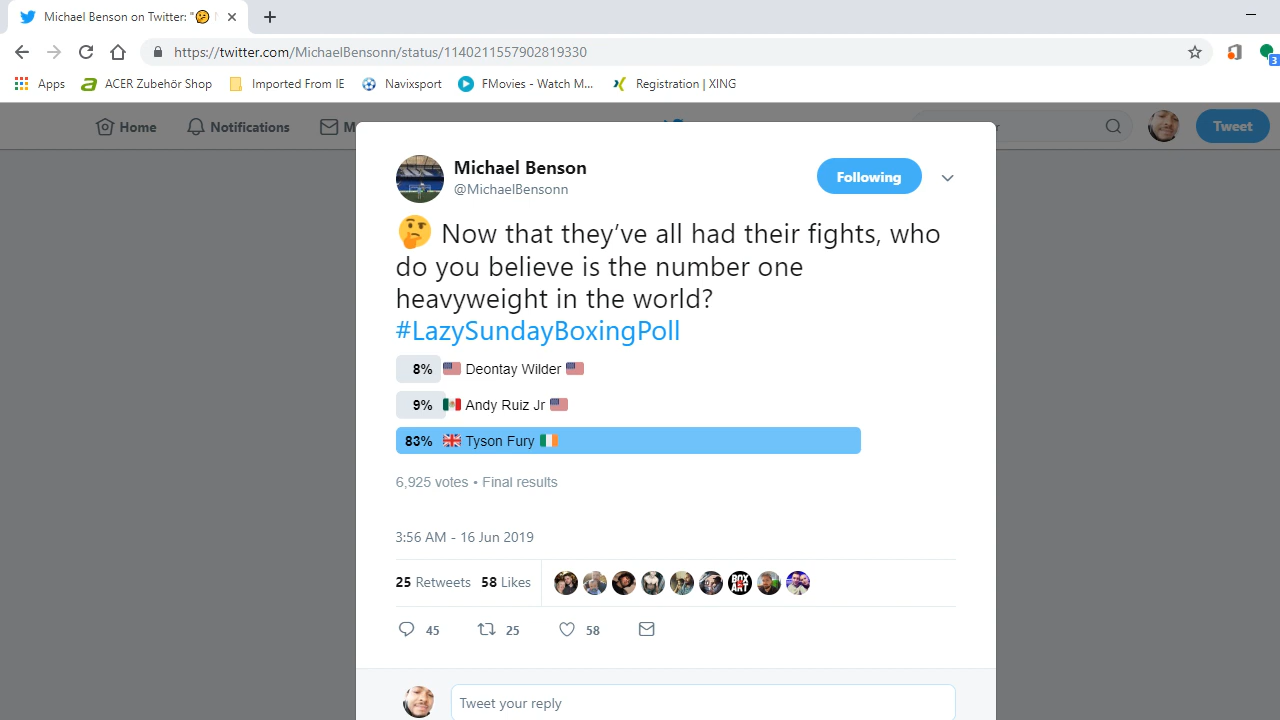 Michael Benson on Twitter: "🤔
https://twitter.com/MichaelBensonn/status/1140211557902819330
3
Apps ACER Zubehör Shop Imported From IE Navixsport FMovies - Watch M... Registration | XING
Home Notifications Tweet
Michael Benson
@MichaelBensonn
Following
🤔 Now that they’ve all had their fights, who
do you believe is the number one
heavyweight in the world?
#LazySundayBoxingPoll
8% 🇺🇸 Deontay Wilder 🇺🇸
9% 🇲🇽 Andy Ruiz Jr 🇺🇸
83% 🇬🇧 Tyson Fury 🇮🇪
6,925 votes • Final results
3:56 AM - 16 Jun 2019
25 Retweets 58 Likes
BOX
ART
45 25 58
Tweet your reply